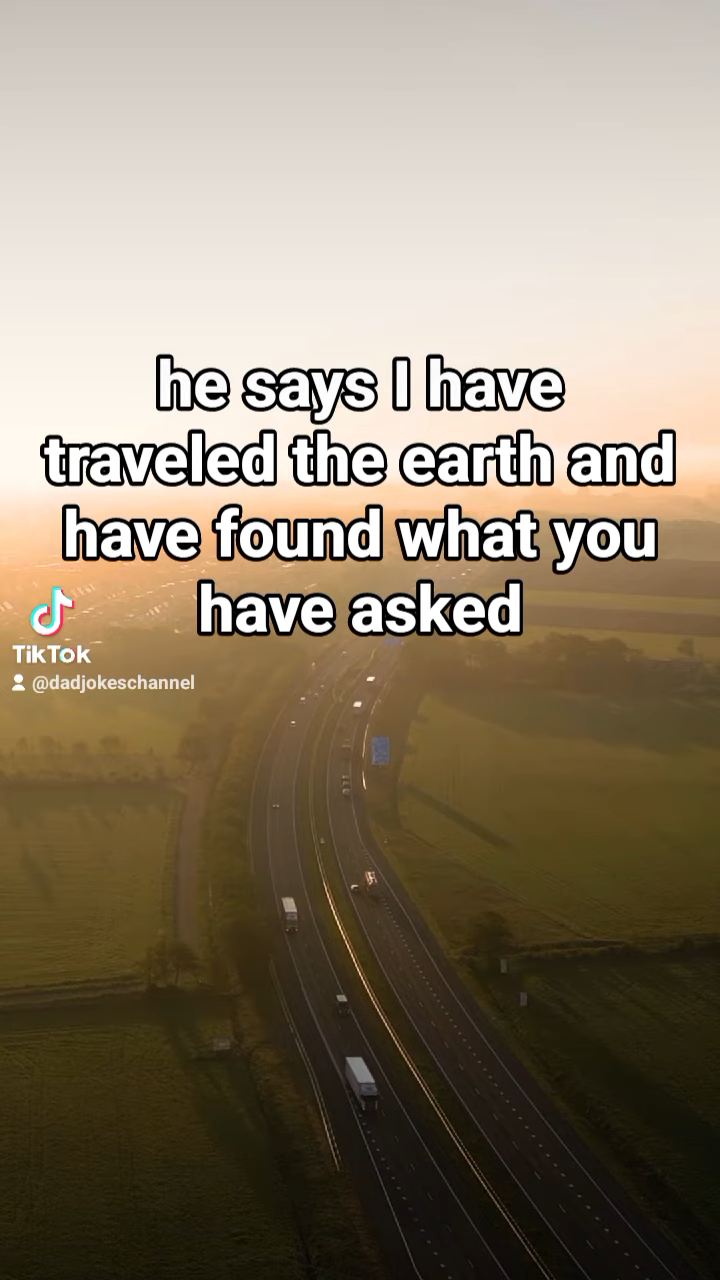 he says I have
traveled the earth and
have found what you
have asked
TikTok
@dadjokeschannel